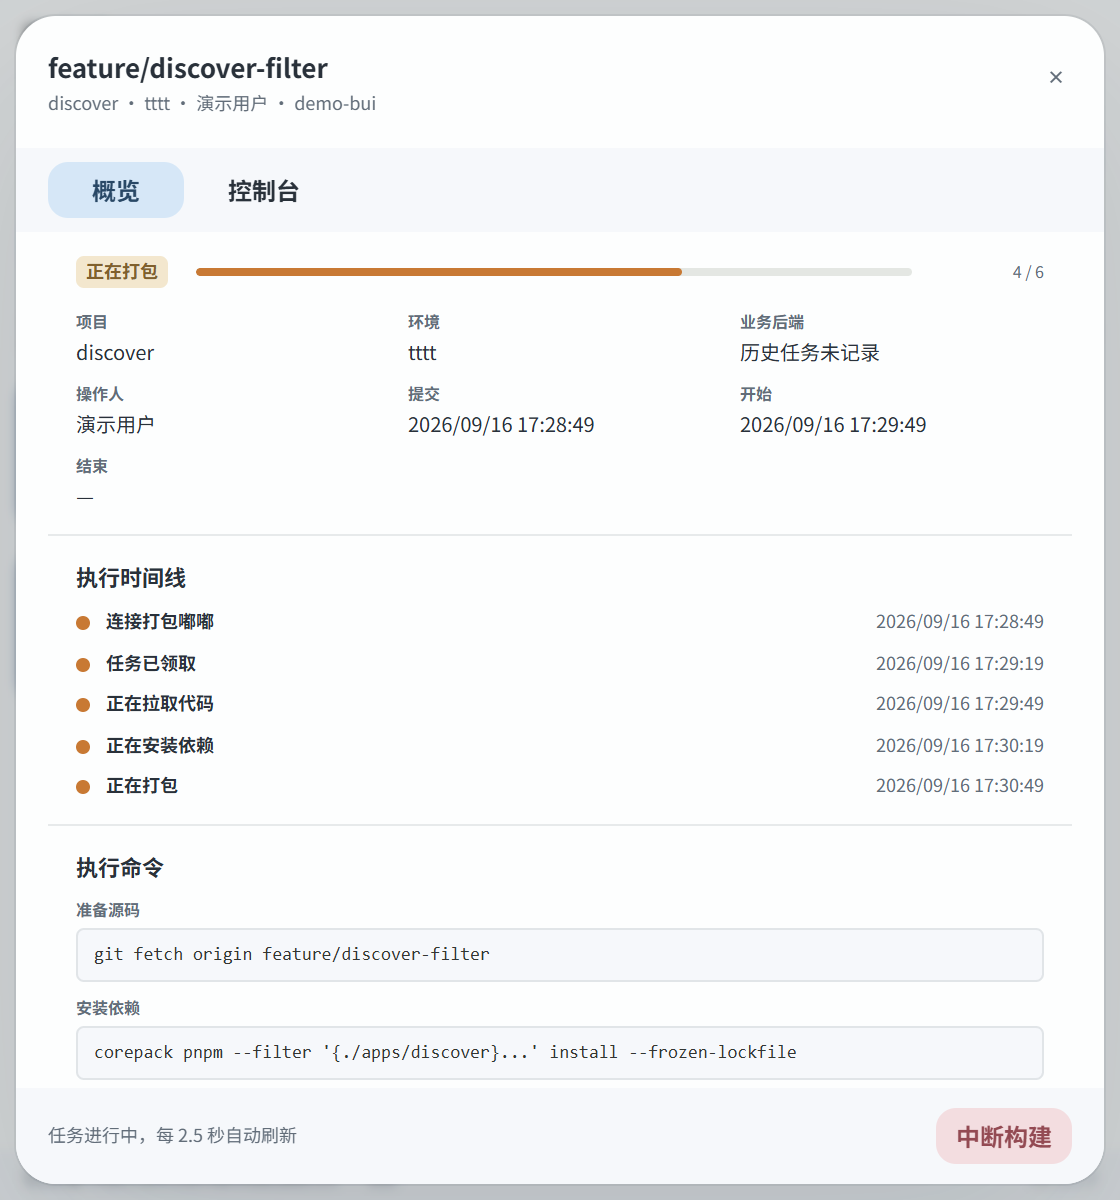 feature/discover-filter
×
discover • tttt • 演示用户 • demo-bui
概览 控制台
正在打包 4 / 6
项目 环境 业务后端
discover tttt 历史任务未记录
操作人 提交 开始
演示用户 2026/09/16 17:28:49 2026/09/16 17:29:49
结束
—
执行时间线
连接打包嘟嘟 2026/09/16 17:28:49
任务已领取 2026/09/16 17:29:19
正在拉取代码 2026/09/16 17:29:49
正在安装依赖 2026/09/16 17:30:19
正在打包 2026/09/16 17:30:49
执行命令
准备源码
git fetch origin feature/discover-filter
安装依赖
corepack pnpm --filter '{./apps/discover}...' install --frozen-lockfile
任务进行中，每 2.5 秒自动刷新 中断构建